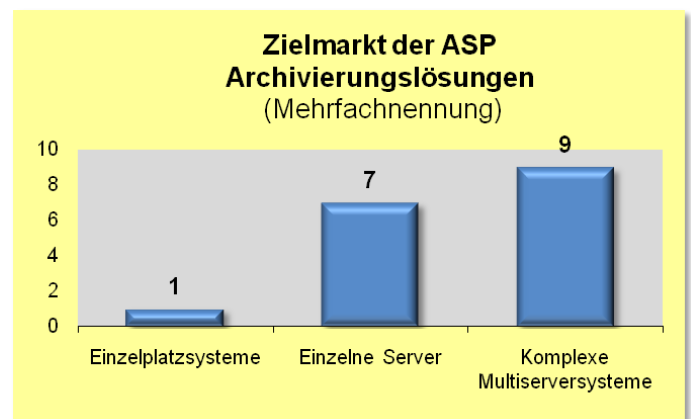 Zielmarkt der ASP
Archivierungslösungen
(Mehrfachnennung)
10
8
6
4
2
0
1
7
9
Einzelplatzsysteme
Einzelne Server
Komplexe
Multiserversysteme